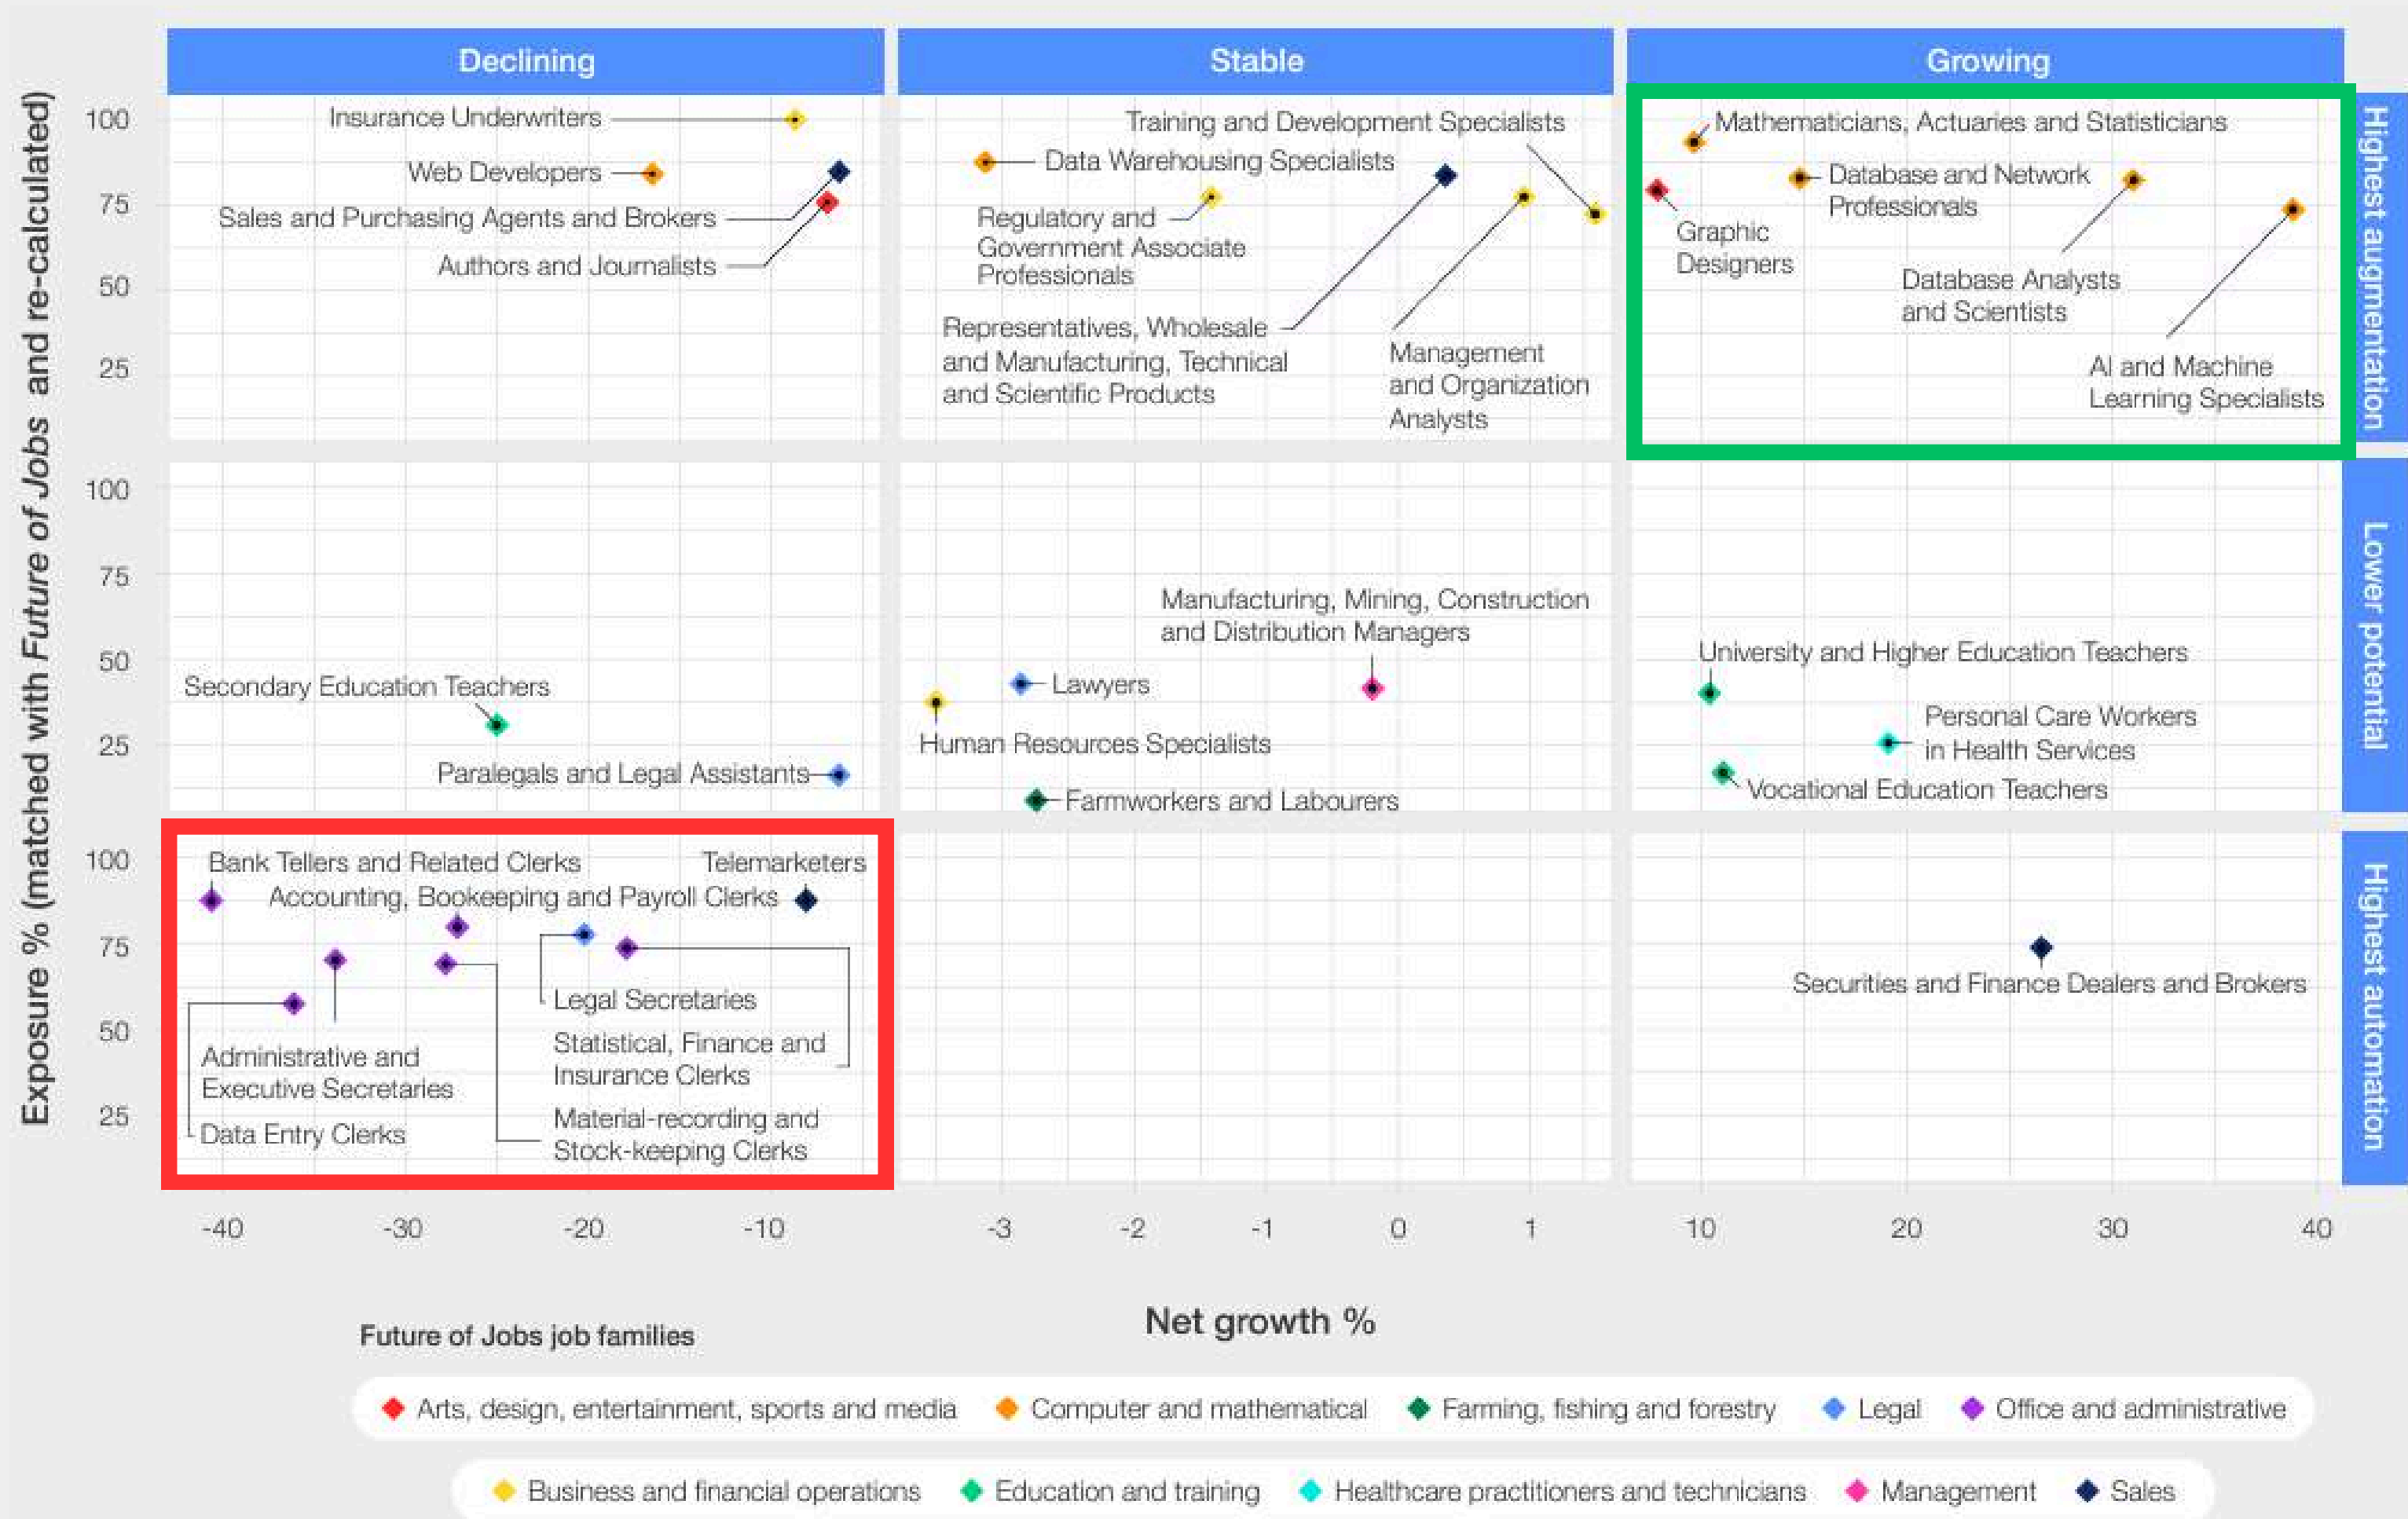 Declining
Stable
Growing
Exposure % (matched with Future of Jobs and re-calculated)
Highest augmentation
100
75
50
25
Insurance Underwriters
Web Developers
Sales and Purchasing Agents and Brokers
Authors and Journalists
Training and Development Specialists
Data Warehousing Specialists
Regulatory and
Government Associate
Professionals
Representatives, Wholesale
and Manufacturing, Technical
and Scientific Products
Management
and Organization
Analysts
Mathematicians, Actuaries and Statisticians
Database and Network
Professionals
Graphic
Designers
Database Analysts
and Scientists
AI and Machine
Learning Specialists
Lower potential
100
75
50
25
Secondary Education Teachers
Paralegals and Legal Assistants
Manufacturing, Mining, Construction
and Distribution Managers
Lawyers
Human Resources Specialists
Farmworkers and Labourers
University and Higher Education Teachers
Personal Care Workers
in Health Services
Vocational Education Teachers
Highest automation
100
75
50
25
Bank Tellers and Related Clerks
Telemarketers
Accounting, Bookeeping and Payroll Clerks
Legal Secretaries
Statistical, Finance and
Insurance Clerks
Administrative and
Executive Secretaries
Material-recording and
Stock-keeping Clerks
Data Entry Clerks
Securities and Finance Dealers and Brokers
-40 -30 -20 -10 -3 -2 -1 0 1 10 20 30 40
Net growth %
Future of Jobs job families
Arts, design, entertainment, sports and media Computer and mathematical Farming, fishing and forestry Legal Office and administrative
Business and financial operations Education and training Healthcare practitioners and technicians Management Sales